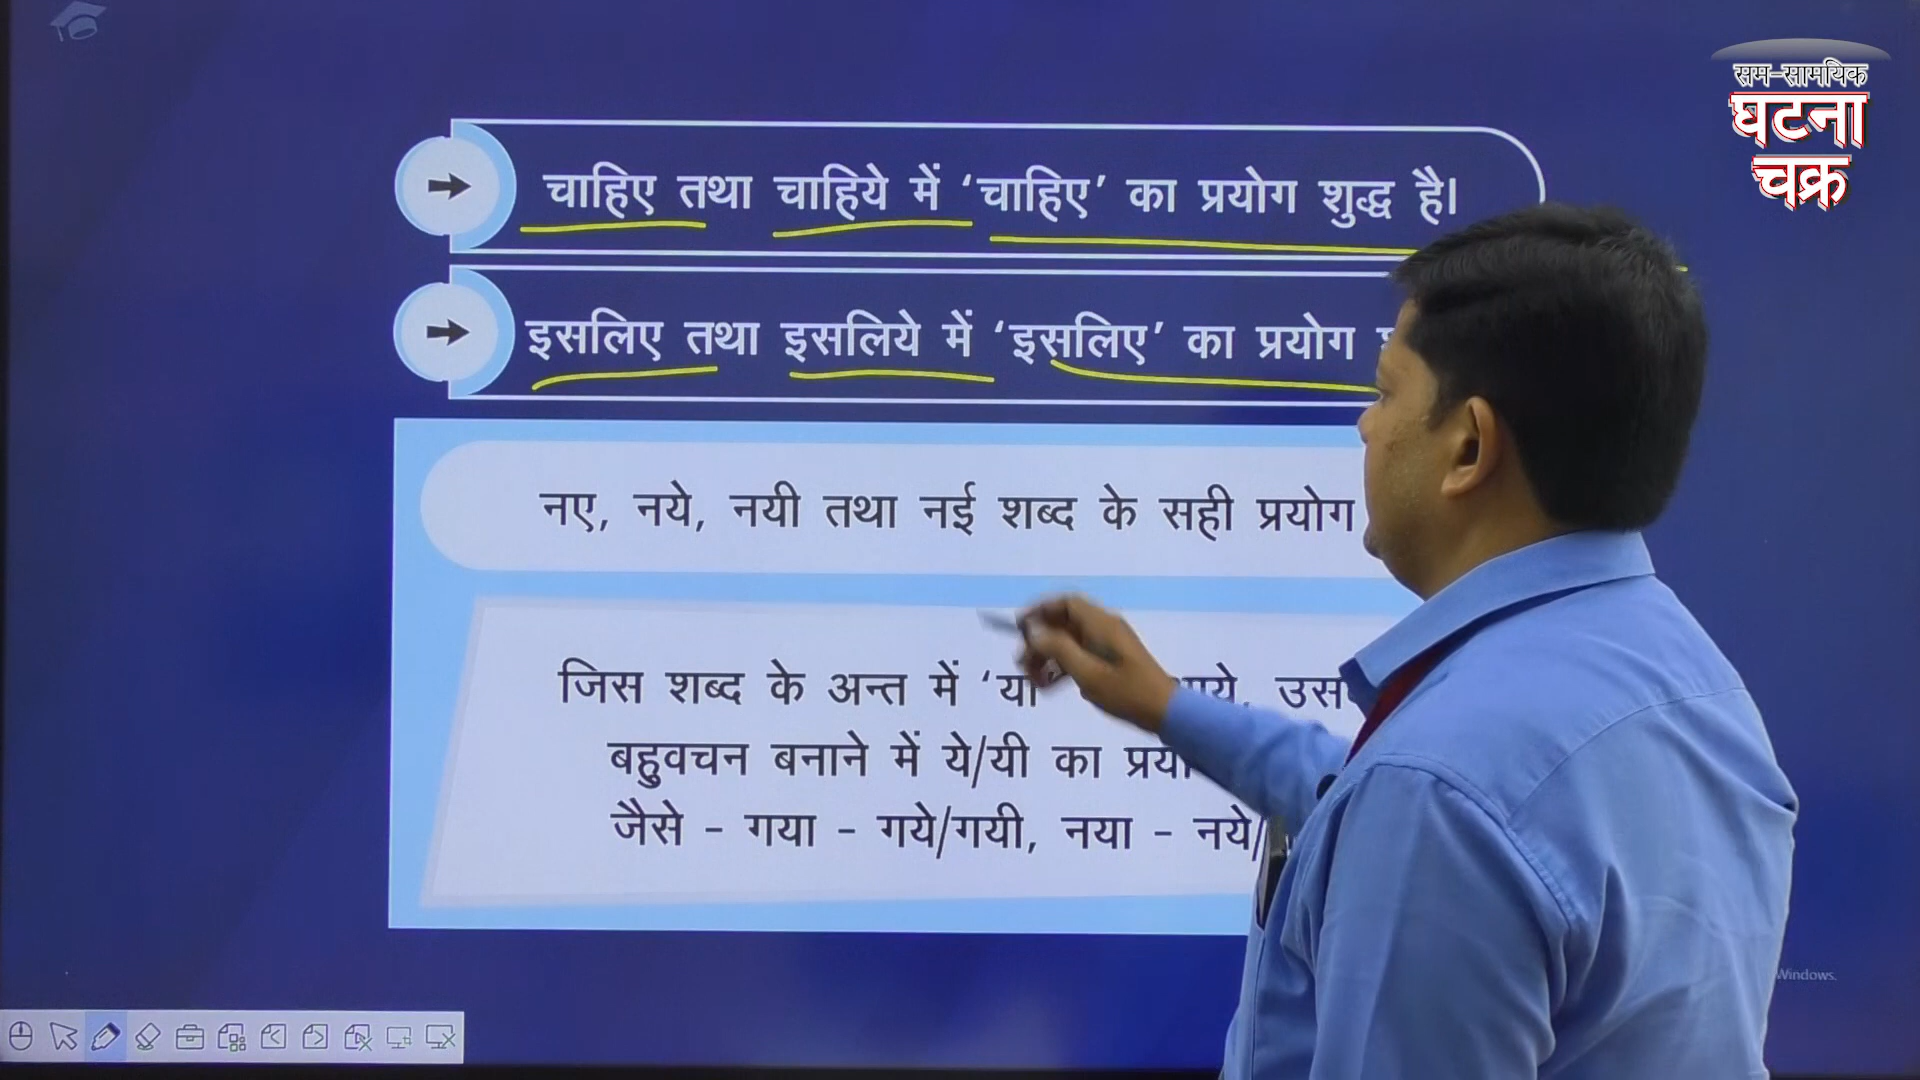 सम-सामयिक
घटना
चक्र
चाहिए तथा चाहिये में ‘चाहिए’ का प्रयोग शुद्ध है।
इसलिए तथा इसलिये में ‘इसलिए’ का प्रयोग
नए, नये, नयी तथा नई शब्द के सही प्रयोग
जिस शब्द के अन्त में ‘या’
बहुवचन बनाने में ये/यी का
जैसे - गया - गये/गयी, नया - नये/
Windows.